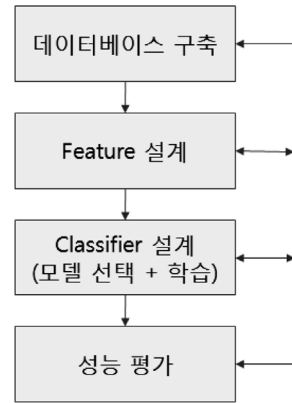 데이터베이스 구축
Feature 설계
Classifier 설계
(모델 선택 + 학습)
성능 평가